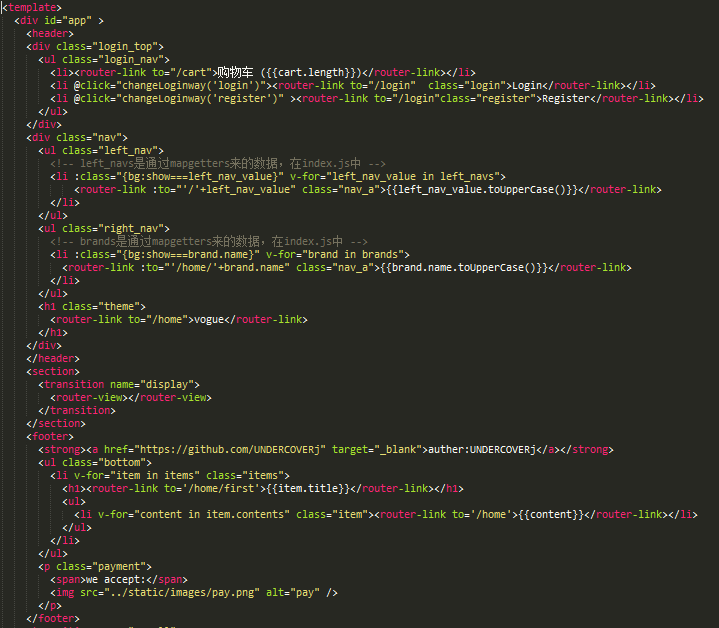 <template>
<div id="app" >
<header>
<div class="login_top">
<ul class="login_nav">
<li><router-link to="/cart">购物车 ({{cart.length}})</router-link></li>
<li @click="changeLoginway('login')"><router-link to="/login"  class="login">Login</router-link></li>
<li @click="changeLoginway('register')" ><router-link to="/login"class="register">Register</router-link></li>
</ul>
</div>
<div class="nav">
<ul class="left_nav">
<!-- left_navs是通过mapgetters来的数据，在index.js中 -->
<li :class="{bg:show===left_nav_value}" v-for="left_nav_value in left_navs">
<router-link :to="'/'+left_nav_value" class="nav_a">{{left_nav_value.toUpperCase()}}</router-link>
</li>
</ul>
<ul class="right_nav">
<!-- brands是通过mapgetters来的数据，在index.js中 -->
<li :class="{bg:show===brand.name}" v-for="brand in brands">
<router-link :to="'/home/'+brand.name" class="nav_a">{{brand.name.toUpperCase()}}</router-link>
</li>
</ul>
<h1 class="theme">
<router-link to="/home">vogue</router-link>
</h1>
</div>
</header>
<section>
<transition name="display">
<router-view></router-view>
</transition>
</section>
<footer>
<strong><a href="https://github.com/UNDERCOVERj" target="_blank">auther:UNDERCOVERj</a></strong>
<ul class="bottom">
<li v-for="item in items" class="items">
<h1><router-link to='/home/first'>{{item.title}}</router-link></h1>
<ul>
<li v-for="content in item.contents" class="item"><router-link to='/home'>{{content}}</router-link></li>
</ul>
</li>
</ul>
<p class="payment">
<span>we accept:</span>
<img src="../static/images/pay.png" alt="pay" />
</p>
</footer>